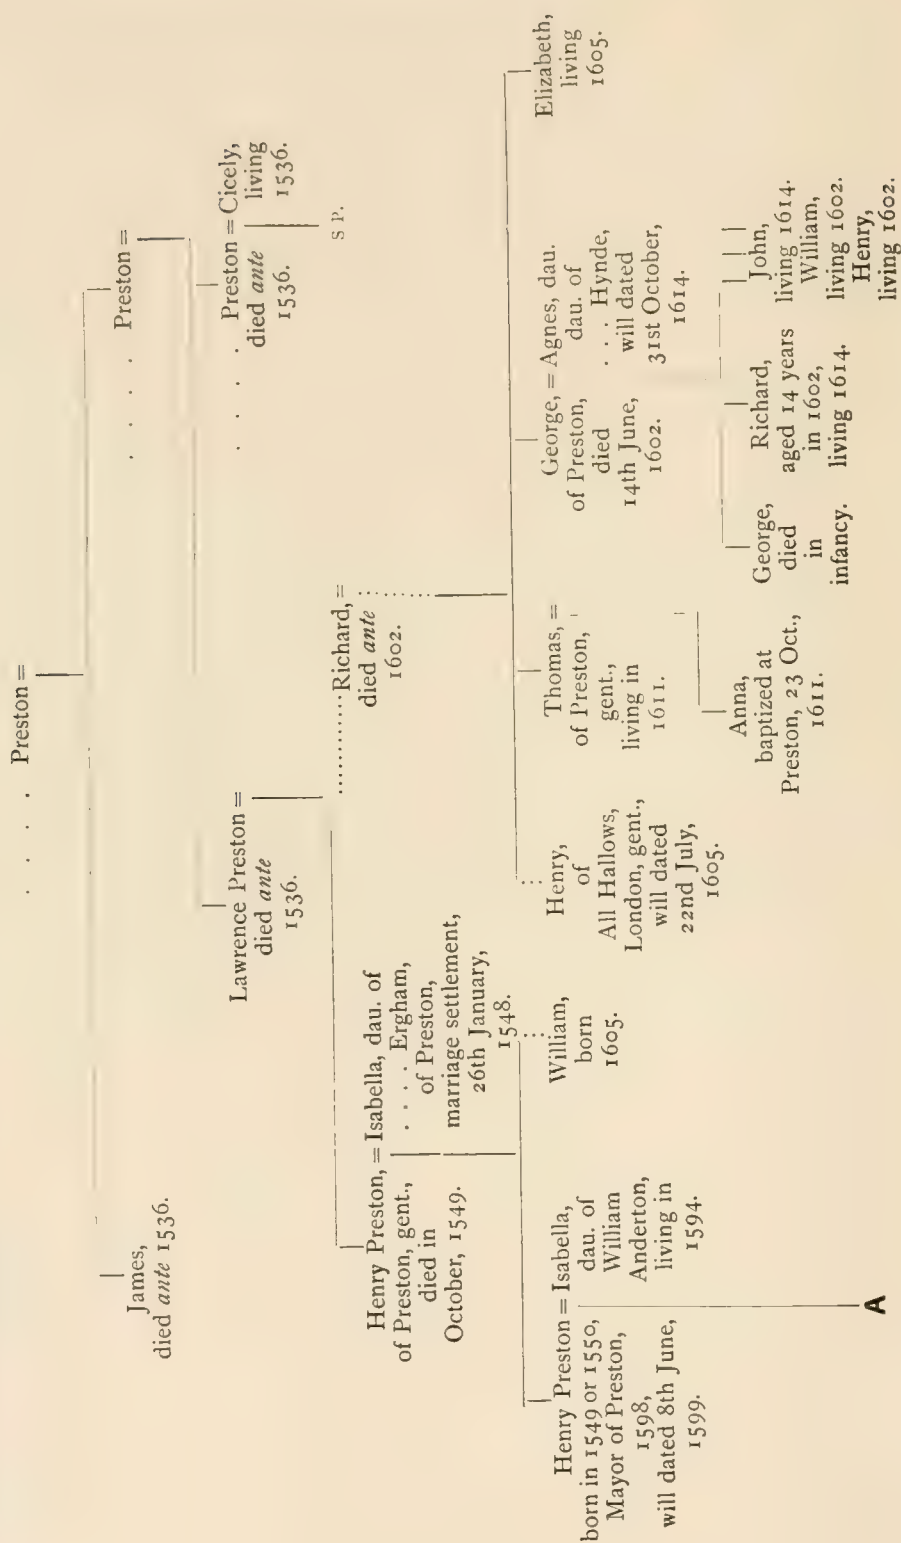 . . . . Preston =
James,
died ante 1536.
. . . . Preston =
Lawrence Preston =
died ante
1536.
. . . . Preston = Cicely,
died ante living
1536. 1536.
S P.
Henry Preston, = Isabella, dau. of
of Preston, gent., . . . . Ergham,
died in of Preston,
October, 1549. marriage settlement,
26th January,
1548.
Richard, =
died ante
1602.
Henry Preston = Isabella,
born in 1549 or 1550, dau. of
Mayor of Preston, William
1598, Anderton,
will dated 8th June, living in
1599. 1594.
William,
born
1605.
Henry,
of
All Hallows,
London, gent.,
will dated
22nd July,
1605.
Thomas, =
of Preston,
gent.,
living in
1611.
George, = Agnes, dau.
of Preston, dau. of
died . . . Hynde,
14th June, will dated
1602. 31st October,
1614.
Elizabeth,
living
1605.
A
Anna,
baptized at
Preston, 23 Oct.,
1611.
George,
died
in
infancy.
Richard,
aged 14 years
in 1602,
living 1614.
John,
living 1614.
William,
living 1602.
Henry,
living 1602.